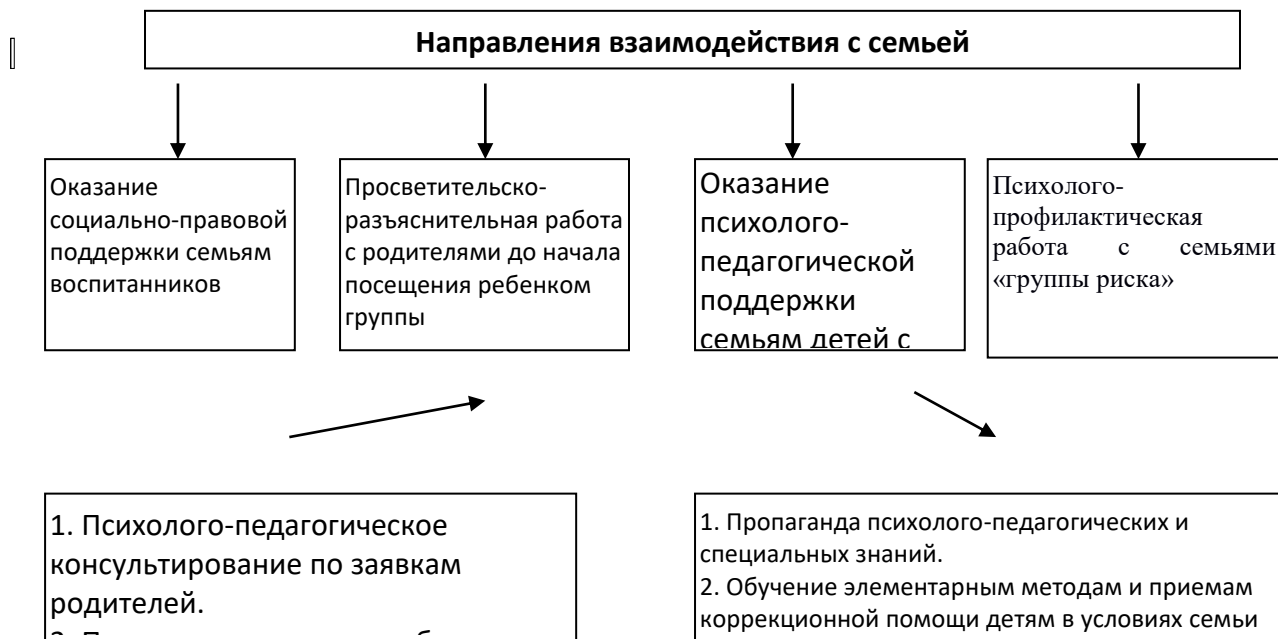 Направления взаимодействия с семьей
Оказание
социально-правовой
поддержки семьям
воспитанников
Просветительско-
разъяснительная работа
с родителями до начала
посещения ребенком
группы
Оказание
психолого-
педагогической
поддержки
семьям детей с
Психолого-
профилактическая
работа с семьями
«группы риска»
1. Психолого-педагогическое
консультирование по заявкам
родителей.
1. Пропаганда психолого-педагогических и
специальных знаний.
2. Обучение элементарным методам и приемам
коррекционной помощи детям в условиях семьи